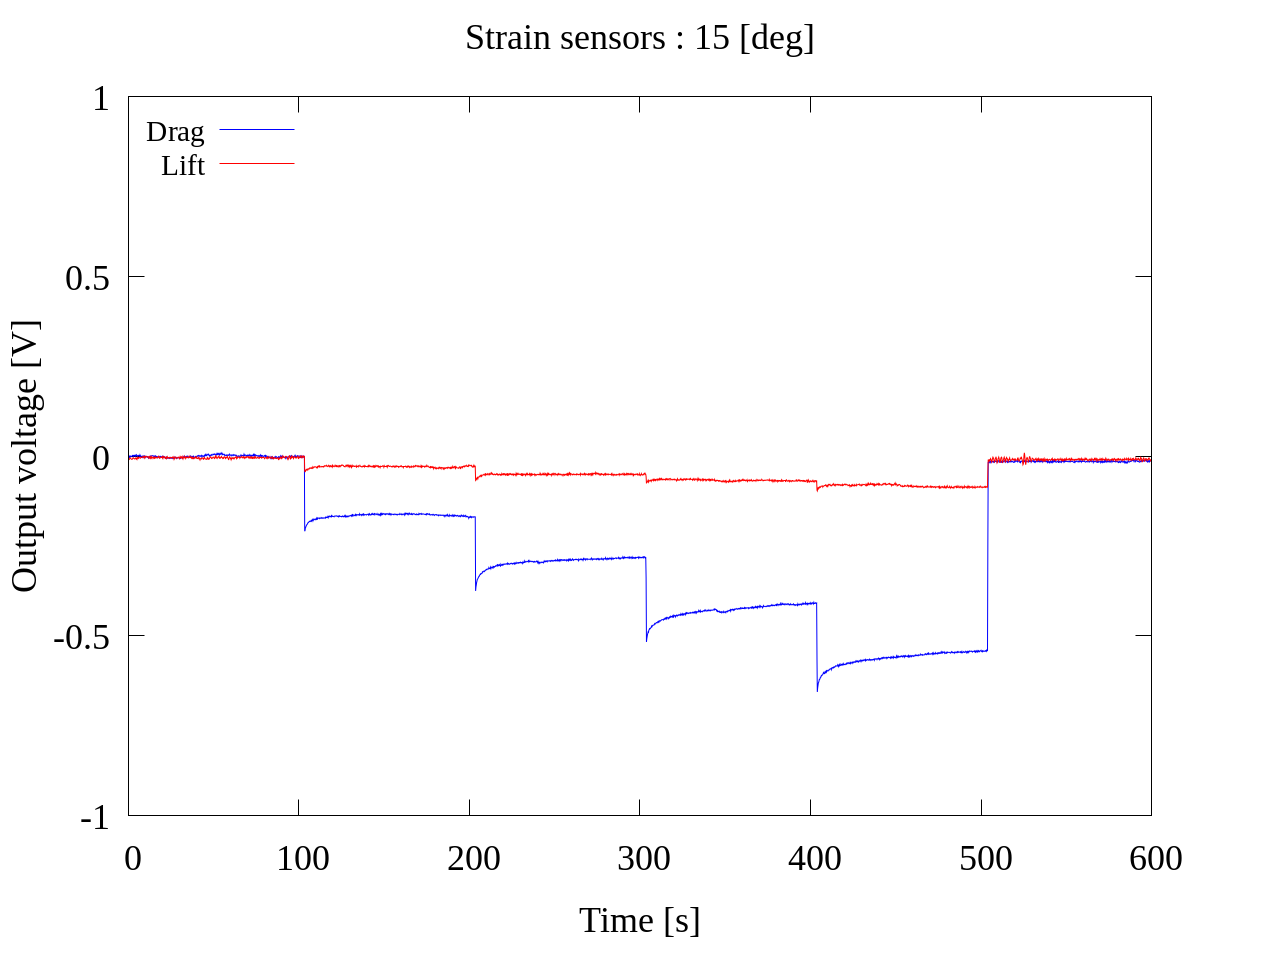 Strain sensors : 15 [deg]
1
Drag
Lift
0.5
0
-0.5
-1
Output voltage [V]
0 100 200 300 400 500 600
Time [s]